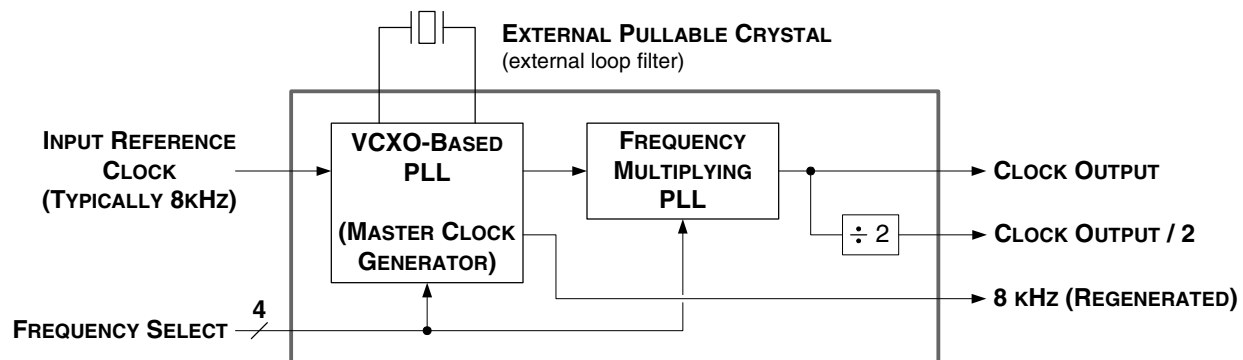 EXTERNAL PULLABLE CRYSTAL
(external loop filter)
INPUT REFERENCE
CLOCK
(TYPICALLY 8KHZ)
VCXO-BASED
PLL
(MASTER CLOCK
GENERATOR)
FREQUENCY
MULTIPLYING
PLL
CLOCK OUTPUT
÷ 2
CLOCK OUTPUT / 2
8 KHZ (REGENERATED)
4
FREQUENCY SELECT